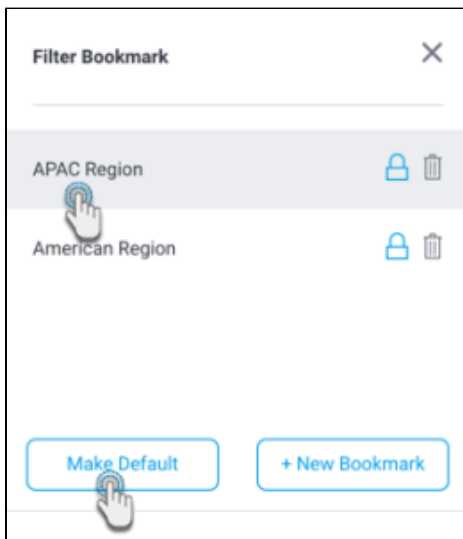 Filter Bookmark
APAC Region
American Region
Make Default
+ New Bookmark